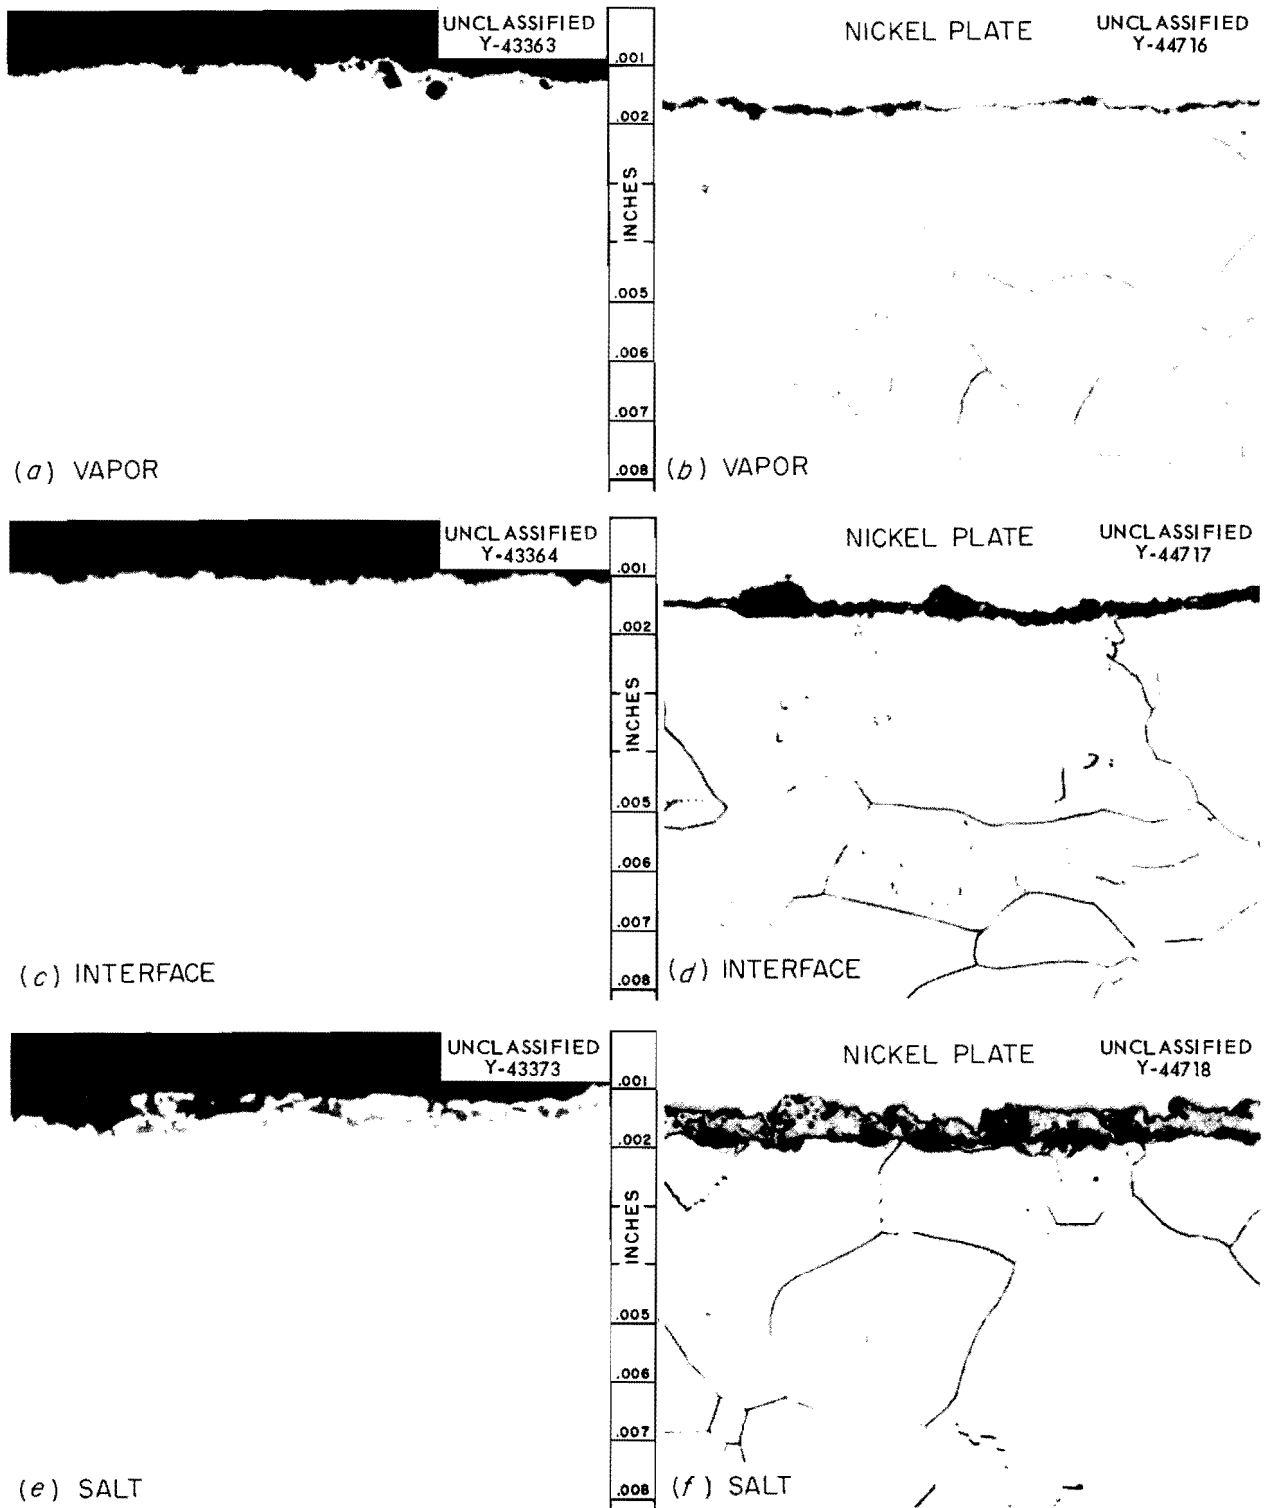 UNCLASSIFIED
Y-43363
NICKEL PLATE
UNCLASSIFIED
Y-44716
.001
.002
INCHES
.005
.006
.007
.008
(a) VAPOR
(b) VAPOR
UNCLASSIFIED
Y-43364
NICKEL PLATE
UNCLASSIFIED
Y-44717
.001
.002
INCHES
.005
.006
.007
.008
(c) INTERFACE
(d) INTERFACE
UNCLASSIFIED
Y-43373
NICKEL PLATE
UNCLASSIFIED
Y-44718
.001
.002
INCHES
.005
.006
.007
.008
(e) SALT
(f) SALT